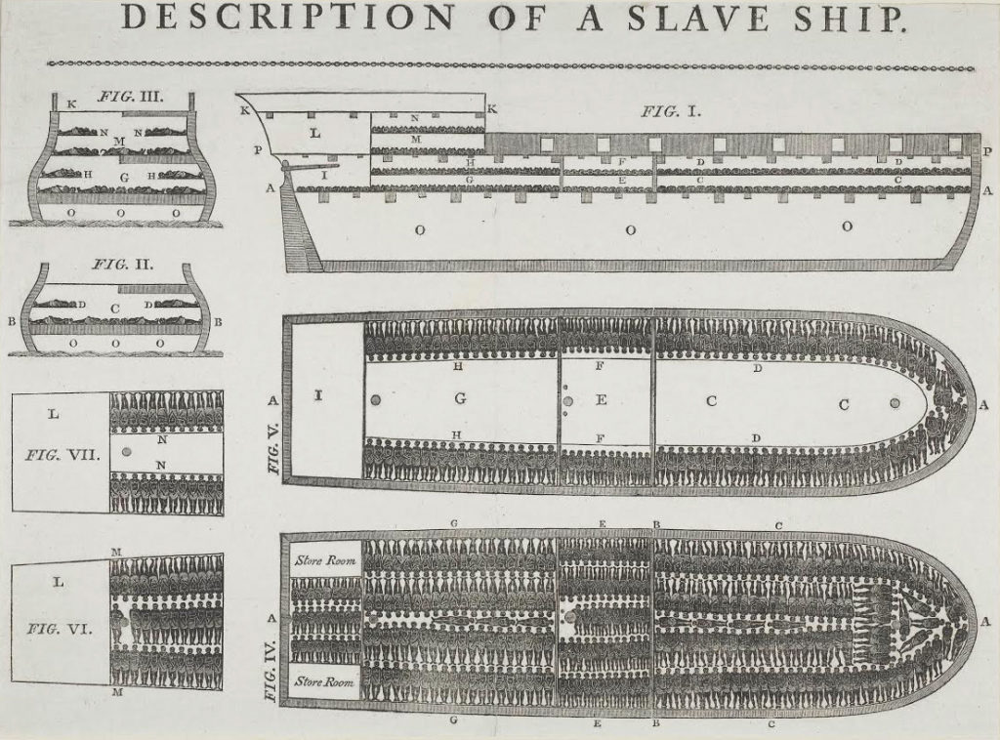 DESCRIPTION OF A SLAVE SHIP.
FIG. III.
K
N N
M
H G H
O O O
FIG. I.
K K
L N
M
P P
I H F D D
G E C C
A A
O O O
FIG. II.
D C D
B B
O O O
FIG. V.
A I H G H F E F D C C D A
FIG. VII.
L
N
N
FIG. IV.
G E B C
Store Room
A A
Store Room
G E B C
FIG. VI.
M
L
M